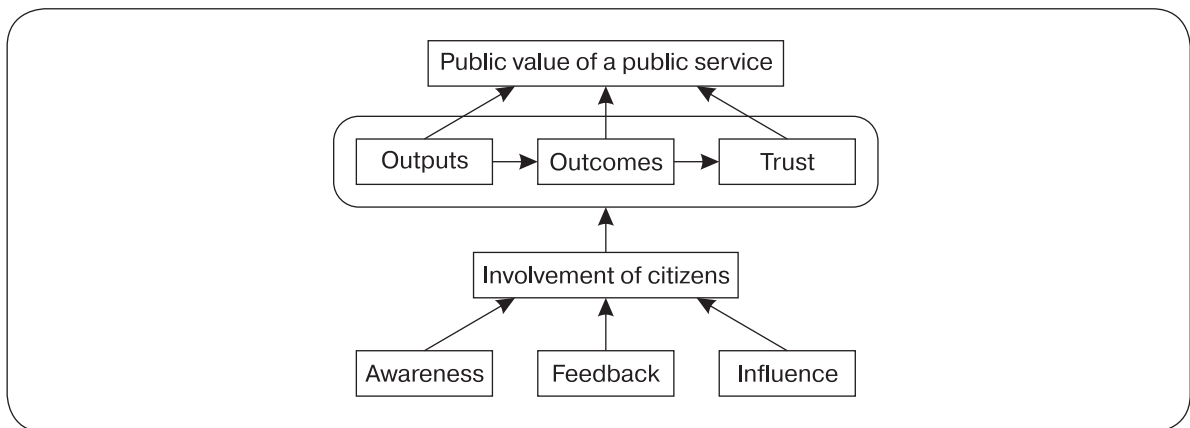 Public value of a public service
Outputs
Outcomes
Trust
Involvement of citizens
Awareness
Feedback
Influence